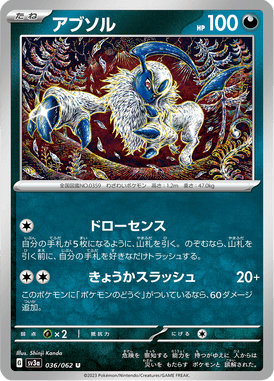 たね
アブソル
HP 100
全国図鑑NO.0359 わざわいポケモン 高さ：1.2m 重さ：47.0kg
ドローセンス
自分の手札が5枚になるように、山札を引く。のぞむなら、山札を引く前に、自分の手札を好きなだけトラッシュする。
きょうかスラッシュ 20+
このポケモンに「ポケモンのどうぐ」がついているなら、60ダメージ追加。
弱点 ×2 抵抗力 にげる
Illus. Shinji Kanda
sv3a 036/062 U
©2023 Pokémon/Nintendo/Creatures/GAME FREAK.